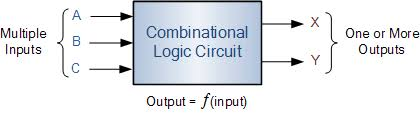 Multiple
Inputs
A
B
C
Combinational
Logic Circuit
X
Y
One or More
Outputs
Output = f(input)